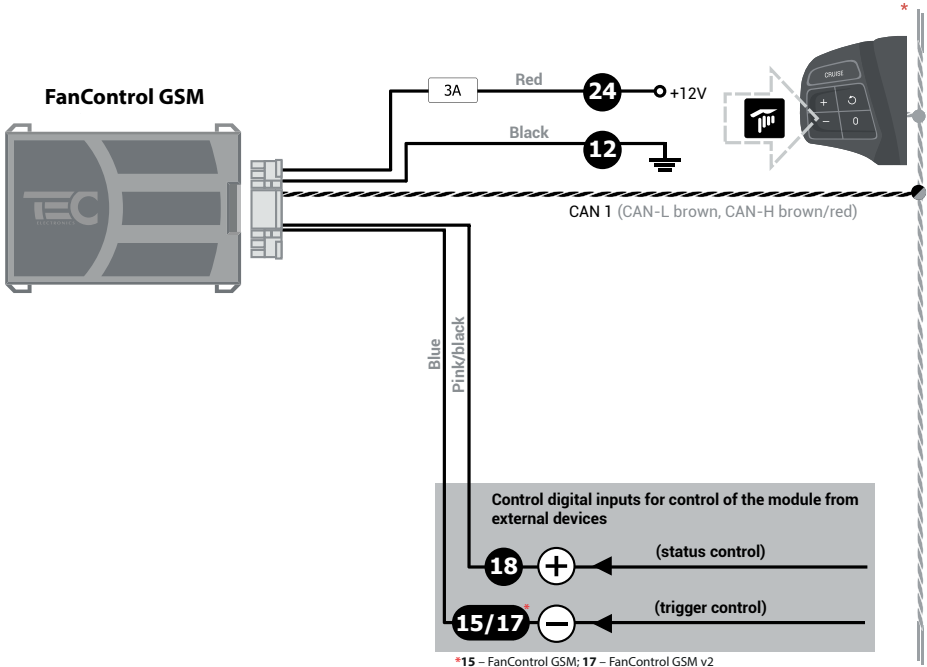 *
FanControl GSM
3A
Red
24
+12V
CRUISE
+
−
0
Black
12
TEC
ELECTRONICS
CAN 1 (CAN-L brown, CAN-H brown/red)
Blue
Pink/black
Control digital inputs for control of the module from
external devices
18
+
(status control)
15/17*
−
(trigger control)
*15 – FanControl GSM; 17 – FanControl GSM v2